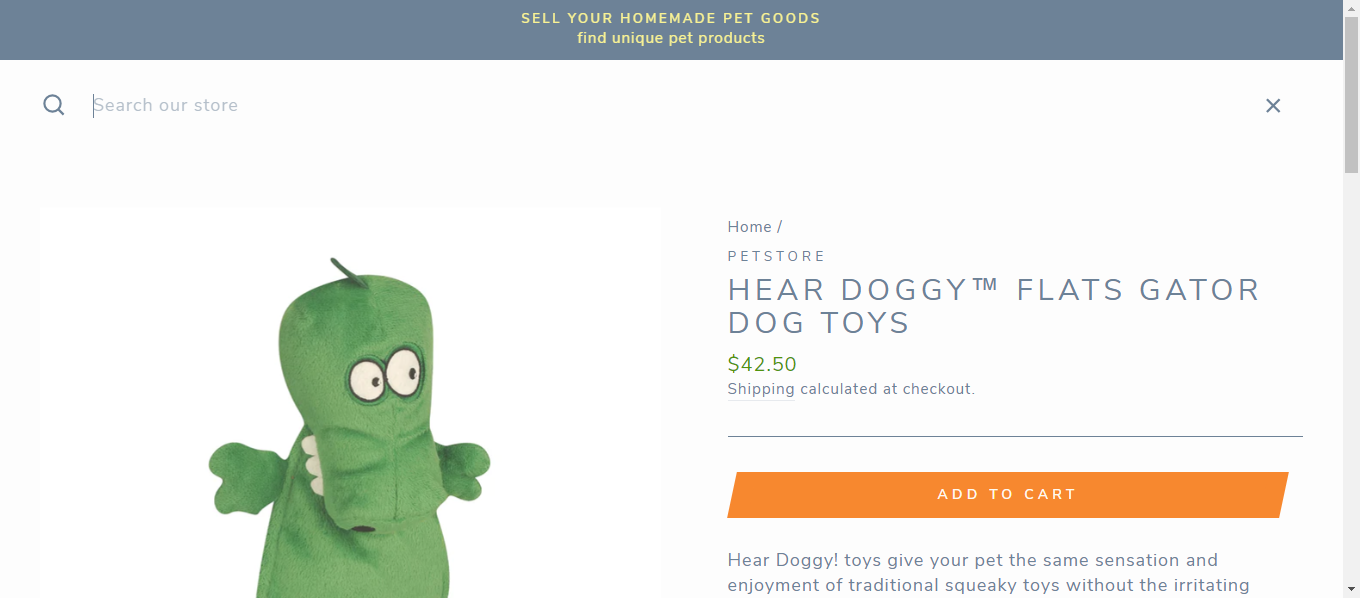 SELL YOUR HOMEMADE PET GOODS
find unique pet products
Search our store
Home /
PETSTORE
HEAR DOGGY™ FLATS GATOR
DOG TOYS
$42.50
Shipping calculated at checkout.
ADD TO CART
Hear Doggy! toys give your pet the same sensation and
enjoyment of traditional squeaky toys without the irritating